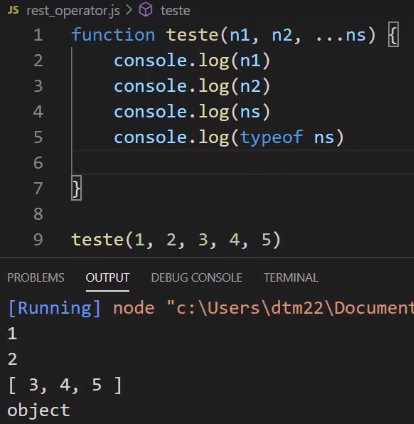 JS rest_operator.js > teste
1 function teste(n1, n2, ...ns) {
2 console.log(n1)
3 console.log(n2)
4 console.log(ns)
5 console.log(typeof ns)
6
7 }
8
9 teste(1, 2, 3, 4, 5)
PROBLEMS OUTPUT DEBUG CONSOLE TERMINAL
[Running] node "c:\Users\dtm22\Document
1
2
[ 3, 4, 5 ]
object